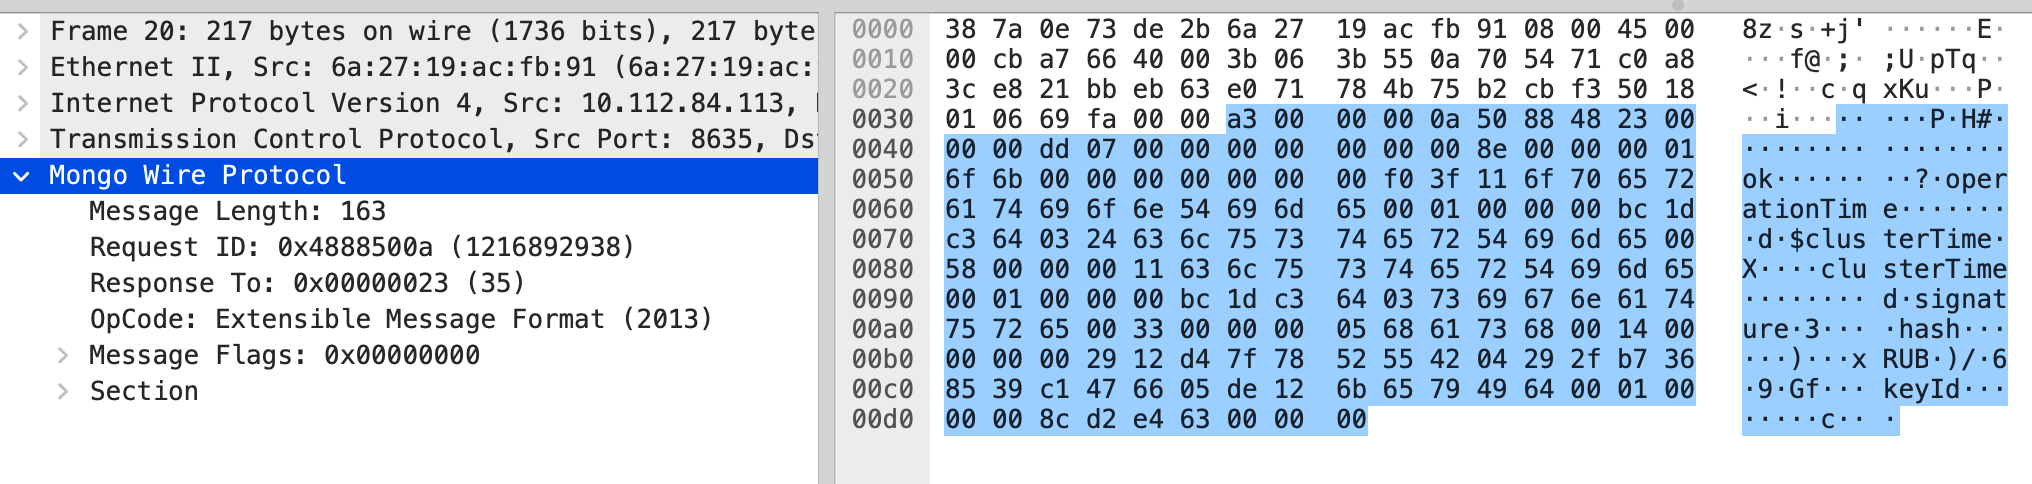 Frame 20: 217 bytes on wire (1736 bits), 217 byte
Ethernet II, Src: 6a:27:19:ac:fb:91 (6a:27:19:ac:
Internet Protocol Version 4, Src: 10.112.84.113,
Transmission Control Protocol, Src Port: 8635, Ds
Mongo Wire Protocol
Message Length: 163
Request ID: 0x4888500a (1216892938)
Response To: 0x00000023 (35)
OpCode: Extensible Message Format (2013)
Message Flags: 0x00000000
Section
0000 38 7a 0e 73 de 2b 6a 27 19 ac fb 91 08 00 45 00 8z·s·+j' ······E·
0010 00 cb a7 66 40 00 3b 06 3b 55 0a 70 54 71 c0 a8 ···f@·;· ;U·pTq··
0020 3c e8 21 bb eb 63 e0 71 78 4b 75 b2 cb f3 50 18 <·!··c·q xKu···P·
0030 01 06 69 fa 00 00 a3 00 00 00 0a 50 88 48 23 00 ··i····· ···P·H#·
0040 00 00 dd 07 00 00 00 00 00 00 00 8e 00 00 00 01 ········ ········
0050 6f 6b 00 00 00 00 00 00 00 f0 3f 11 6f 70 65 72 ok······ ··?·oper
0060 61 74 69 6f 6e 54 69 6d 65 00 01 00 00 00 bc 1d ationTim e·······
0070 c3 64 03 24 63 6c 75 73 74 65 72 54 69 6d 65 00 ·d·$clus terTime·
0080 58 00 00 00 11 63 6c 75 73 74 65 72 54 69 6d 65 X····clu sterTime
0090 00 01 00 00 00 bc 1d c3 64 03 73 69 67 6e 61 74 ········ d·signat
00a0 75 72 65 00 33 00 00 00 05 68 61 73 68 00 14 00 ure·3··· ·hash···
00b0 00 00 00 29 12 d4 7f 78 52 55 42 04 29 2f b7 36 ···)···x RUB·)/·6
00c0 85 39 c1 47 66 05 de 12 6b 65 79 49 64 00 01 00 ·9·Gf··· keyId···
00d0 00 00 8c d2 e4 63 00 00 00 ·····c·· ·